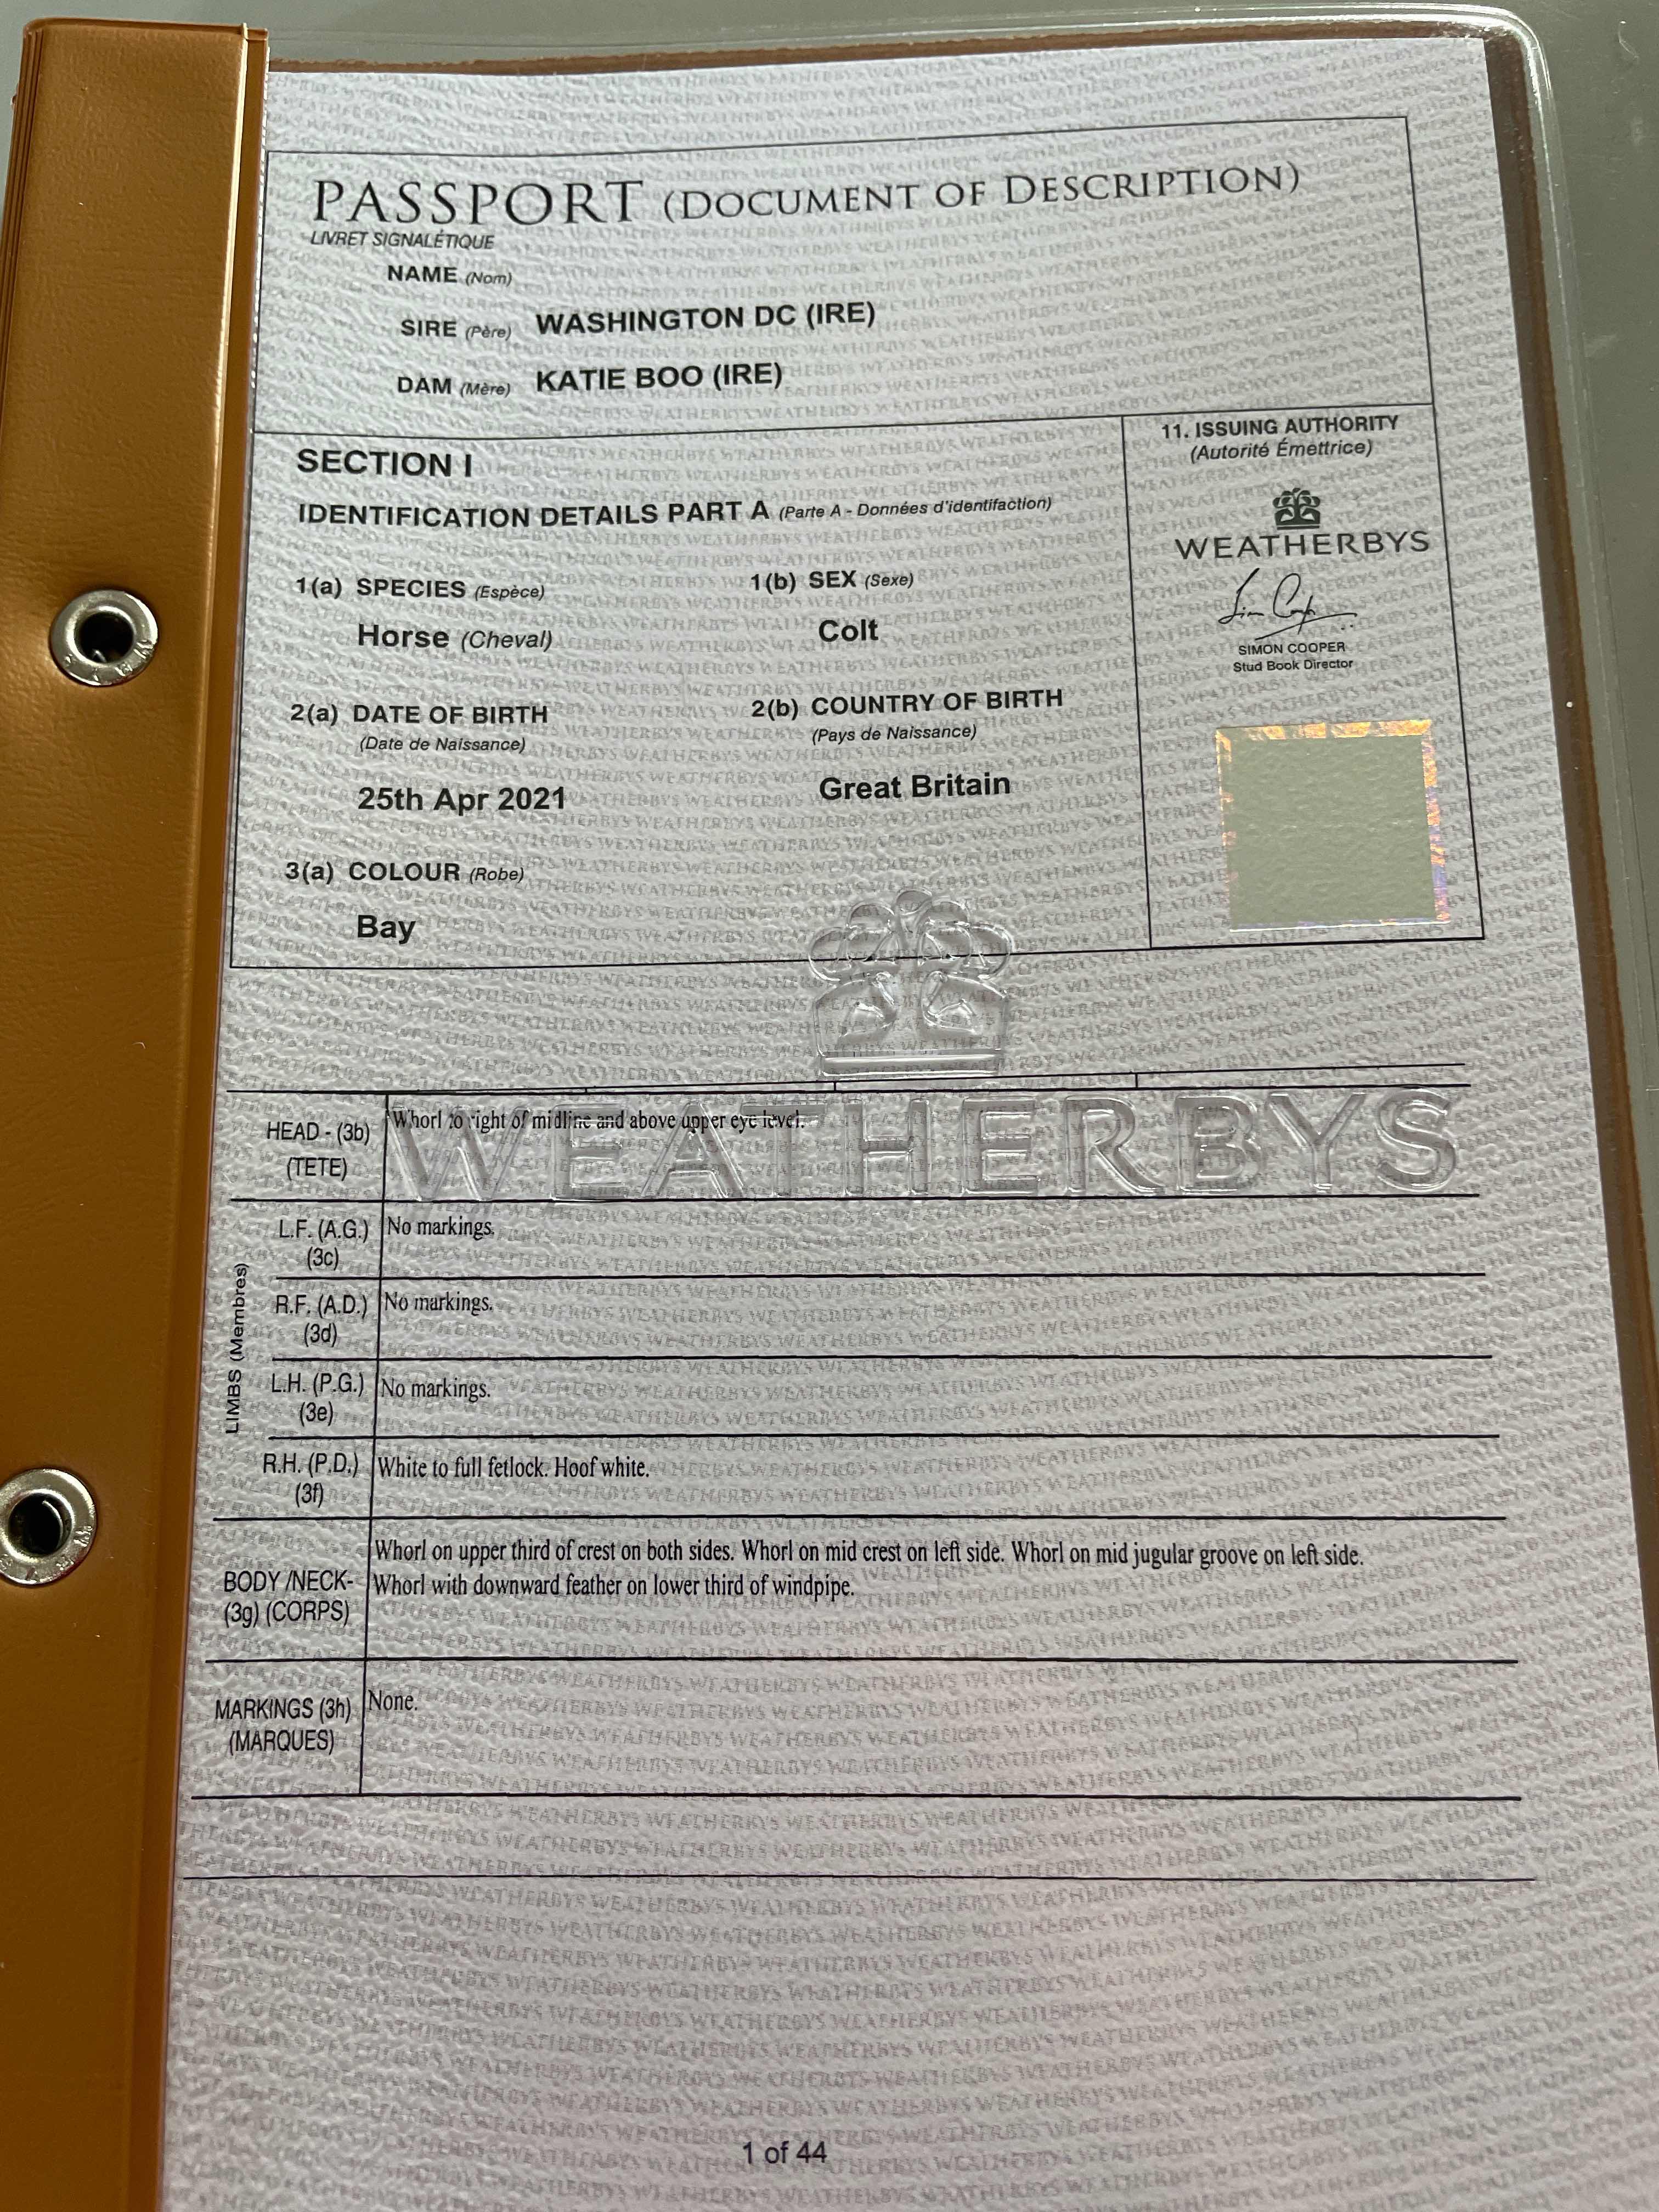 PASSPORT (DOCUMENT OF DESCRIPTION)
LIVRET SIGNALÉTIQUE
NAME (Nom)
SIRE (Père) WASHINGTON DC (IRE)
DAM (Mère) KATIE BOO (IRE)
SECTION I
IDENTIFICATION DETAILS PART A (Parte A - Données d'identifaction)
1(a) SPECIES (Espèce) 1(b) SEX (Sexe)
Horse (Cheval) Colt
2(a) DATE OF BIRTH 2(b) COUNTRY OF BIRTH
(Date de Naissance) (Pays de Naissance)
25th Apr 2021 Great Britain
3(a) COLOUR (Robe)
Bay
11. ISSUING AUTHORITY
(Autorité Émettrice)
WEATHERBYS
SIMON COOPER
Stud Book Director
WEATHERBYS
HEAD - (3b) Whorl to right of midline and above upper eye level.
(TETE)
LIMBS (Membres)
L.F. (A.G.) No markings.
(3c)
R.F. (A.D.) No markings.
(3d)
L.H. (P.G.) No markings.
(3e)
R.H. (P.D.) White to full fetlock. Hoof white.
(3f)
Whorl on upper third of crest on both sides. Whorl on mid crest on left side. Whorl on mid jugular groove on left side.
BODY /NECK- Whorl with downward feather on lower third of windpipe.
(3g) (CORPS)
MARKINGS (3h) None.
(MARQUES)
1 of 44